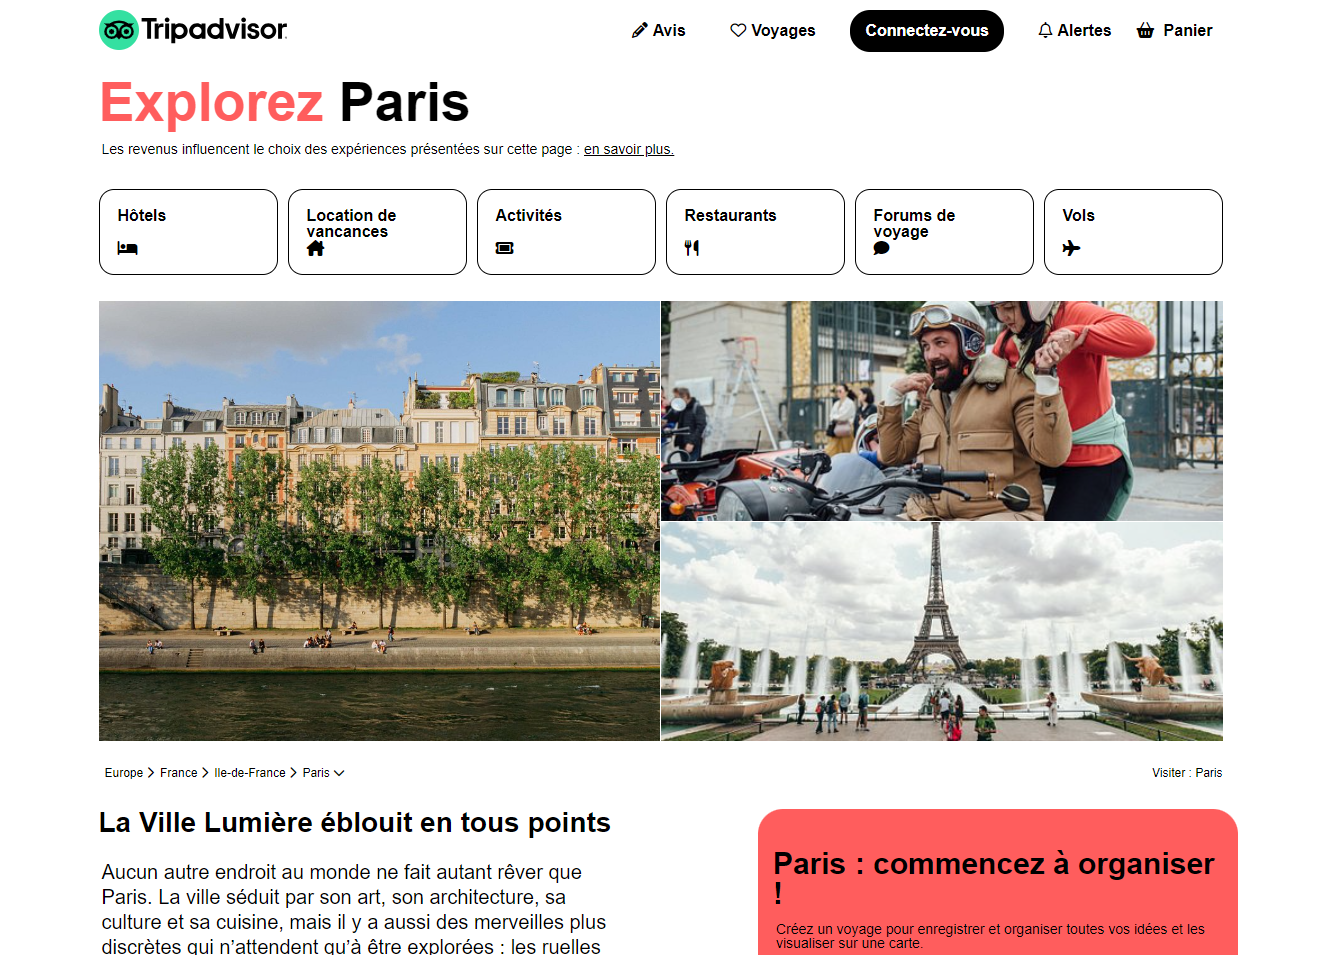 Tripadvisor
Avis
Voyages
Connectez-vous
Alertes
Panier
Explorez Paris
Les revenus influencent le choix des expériences présentées sur cette page : en savoir plus.
Hôtels
Location de
vancances
Activités
Restaurants
Forums de
voyage
Vols
Europe
France
Ile-de-France
Paris
Visiter : Paris
La Ville Lumière éblouit en tous points
Aucun autre endroit au monde ne fait autant rêver que
Paris. La ville séduit par son art, son architecture, sa
culture et sa cuisine, mais il y a aussi des merveilles plus
discrètes qui n’attendent qu’à être explorées : les ruelles
Paris : commencez à organiser
!
Créez un voyage pour enregistrer et organiser toutes vos idées et les
visualiser sur une carte.